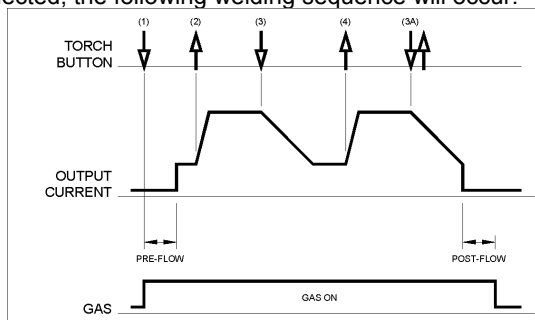 ected, the following welding sequence will occur:
(1) (2) (3) (4) (3A)
TORCH
BUTTON
OUTPUT
CURRENT
PRE-FLOW POST-FLOW
GAS ON
GAS